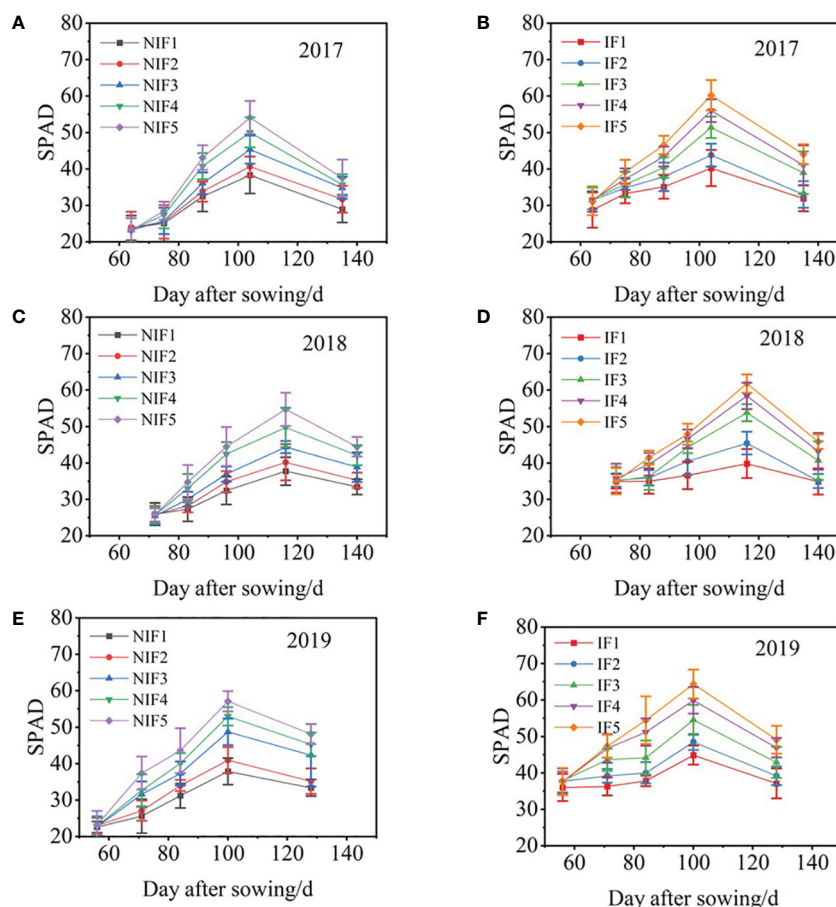 A
80
70
60
50
40
30
20
SPAD
NIF1
NIF2
NIF3
NIF4
NIF5
2017
60 80 100 120 140
Day after sowing/d
B
80
70
60
50
40
30
20
SPAD
IF1
IF2
IF3
IF4
IF5
2017
60 80 100 120 140
Day after sowing/d
C
80
70
60
50
40
30
20
SPAD
NIF1
NIF2
NIF3
NIF4
NIF5
2018
60 80 100 120 140
Day after sowing/d
D
80
70
60
50
40
30
20
SPAD
IF1
IF2
IF3
IF4
IF5
2018
60 80 100 120 140
Day after sowing/d
E
80
70
60
50
40
30
20
SPAD
NIF1
NIF2
NIF3
NIF4
NIF5
2019
60 80 100 120 140
Day after sowing/d
F
80
70
60
50
40
30
20
SPAD
IF1
IF2
IF3
IF4
IF5
2019
60 80 100 120 140
Day after sowing/d